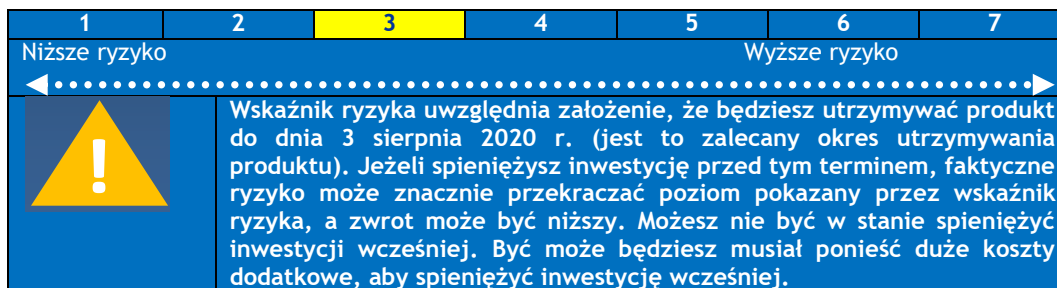 1 2 3 4 5 6 7
Niższe ryzyko Wyższe ryzyko
Wskaźnik ryzyka uwzględnia założenie, że będziesz utrzymywać produkt
do dnia 3 sierpnia 2020 r. (jest to zalecany okres utrzymywania
produktu). Jeżeli spieniężysz inwestycję przed tym terminem, faktyczne
ryzyko może znacznie przekraczać poziom pokazany przez wskaźnik
ryzyka, a zwrot może być niższy. Możesz nie być w stanie spieniężyć
inwestycji wcześniej. Być może będziesz musiał ponieść duże koszty
dodatkowe, aby spieniężyć inwestycję wcześniej.